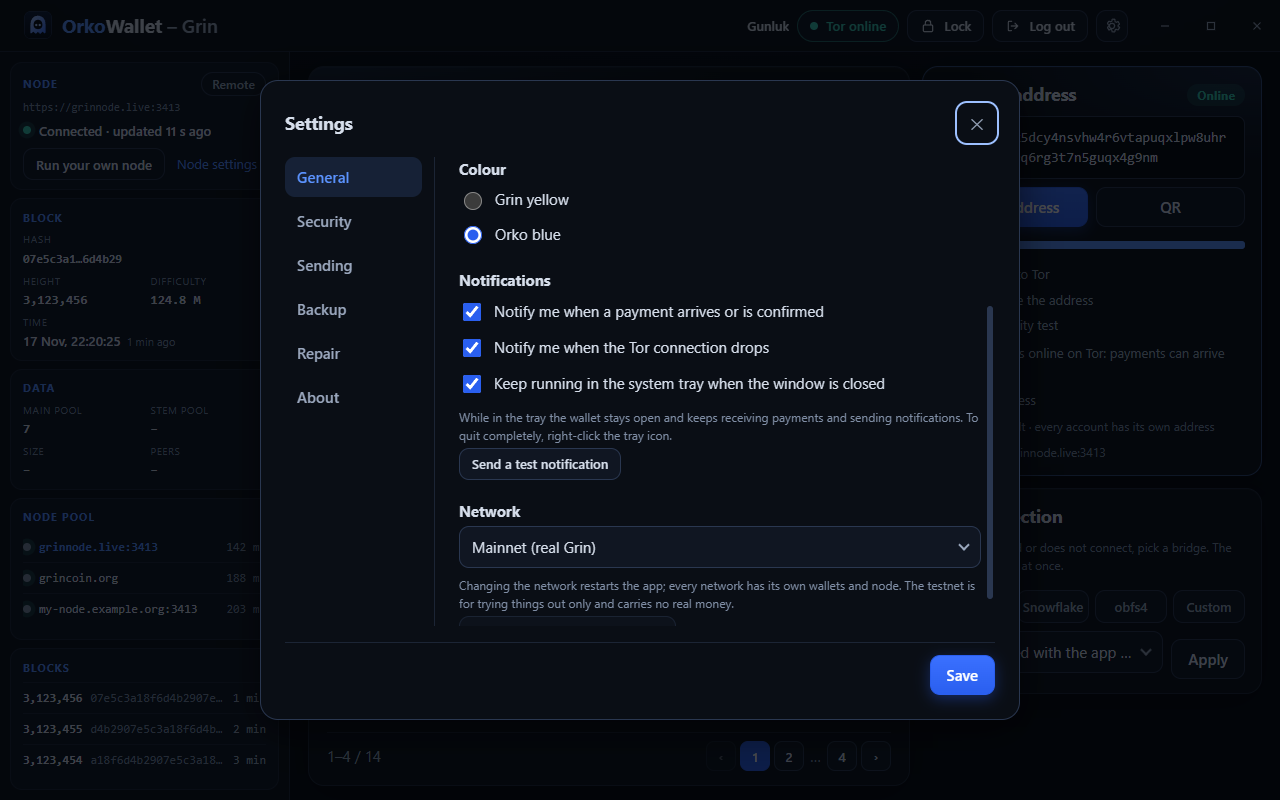 OrkoWallet – Grin
Gunluk
Tor online
Lock
Log out
NODE
Remote
https://grinnode.live:3413
Connected · updated 11 s ago
Run your own node
Node settings
BLOCK
HASH
07e5c3a1…6d4b29
HEIGHT
DIFFICULTY
3,123,456
124.8 M
TIME
17 Nov, 22:20:25 1 min ago
DATA
MAIN POOL
STEM POOL
7
–
SIZE
PEERS
–
–
NODE POOL
grinnode.live:3413
142 m
grincoin.org
188 m
my-node.example.org:3413
203 m
BLOCKS
3,123,456 07e5c3a18f6d4b2907e… 1 min
3,123,455 d4b2907e5c3a18f6d4b… 2 min
3,123,454 a18f6d4b2907e5c3a18… 3 min
Settings
General
Security
Sending
Backup
Repair
About
Colour
Grin yellow
Orko blue
Notifications
Notify me when a payment arrives or is confirmed
Notify me when the Tor connection drops
Keep running in the system tray when the window is closed
While in the tray the wallet stays open and keeps receiving payments and sending notifications. To
quit completely, right-click the tray icon.
Send a test notification
Network
Mainnet (real Grin)
Changing the network restarts the app; every network has its own wallets and node. The testnet is
for trying things out only and carries no real money.
Save
1–4 / 14
‹ 1 2 … 4 ›
address
Online
5dcy4nsvhw4r6vtapuqxlpw8uhr
q6rg3t7n5guqx4g9nm
ddress
QR
o Tor
e the address
ity test
s online on Tor: payments can arrive
ess
t · every account has its own address
innode.live:3413
ction
l or does not connect, pick a bridge. The
at once.
Snowflake
obfs4
Custom
d with the app …
Apply